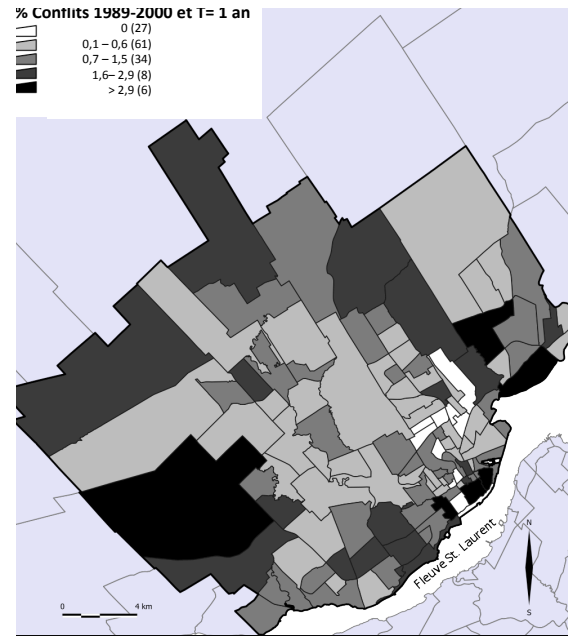 % Conflits 1989-2000 et T= 1 an
0 (27)
0,1 – 0,6 (61)
0,7 – 1,5 (34)
1,6– 2,9 (8)
> 2,9 (6)
Fleuve St. Laurent
N
S
0 4 km